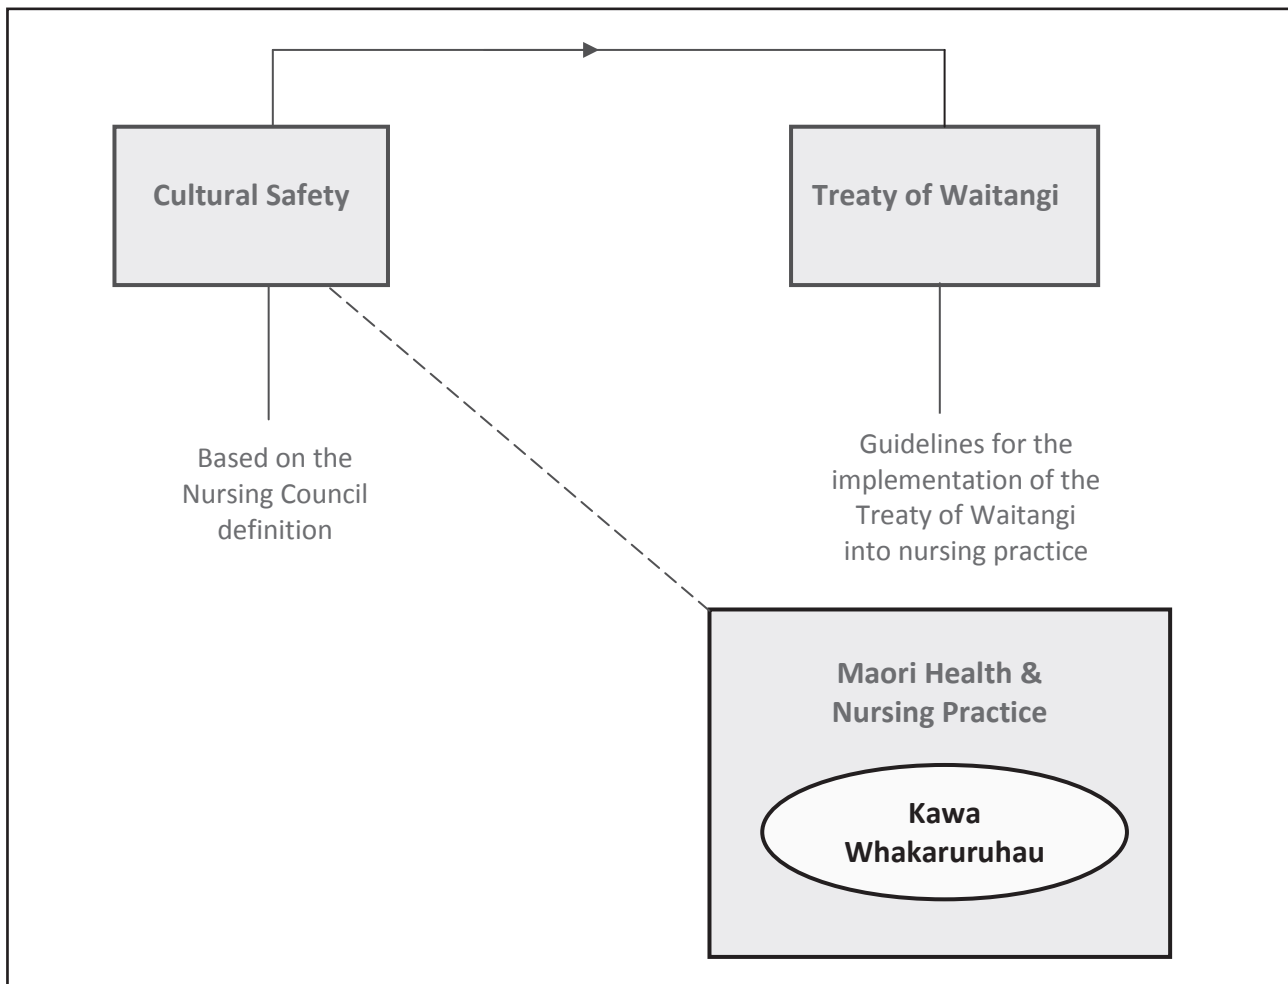 Cultural Safety
Treaty of Waitangi
Based on the
Nursing Council
definition
Guidelines for the
implementation of the
Treaty of Waitangi
into nursing practice
Maori Health &
Nursing Practice
Kawa
Whakaruruhau